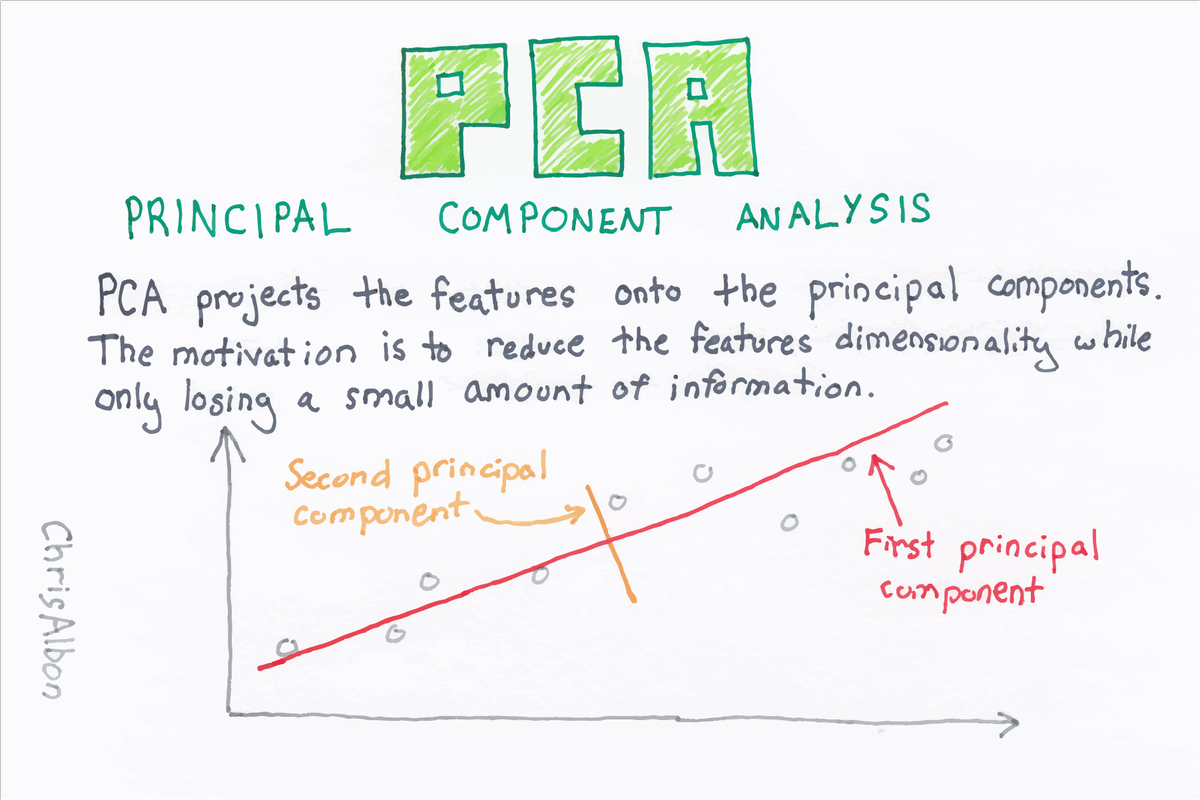 PCA
PRINCIPAL COMPONENT ANALYSIS
PCA projects the features onto the principal components.
The motivation is to reduce the features dimensionality while
only losing a small amount of information.
Second principal
component
First principal
component
ChrisAlbon